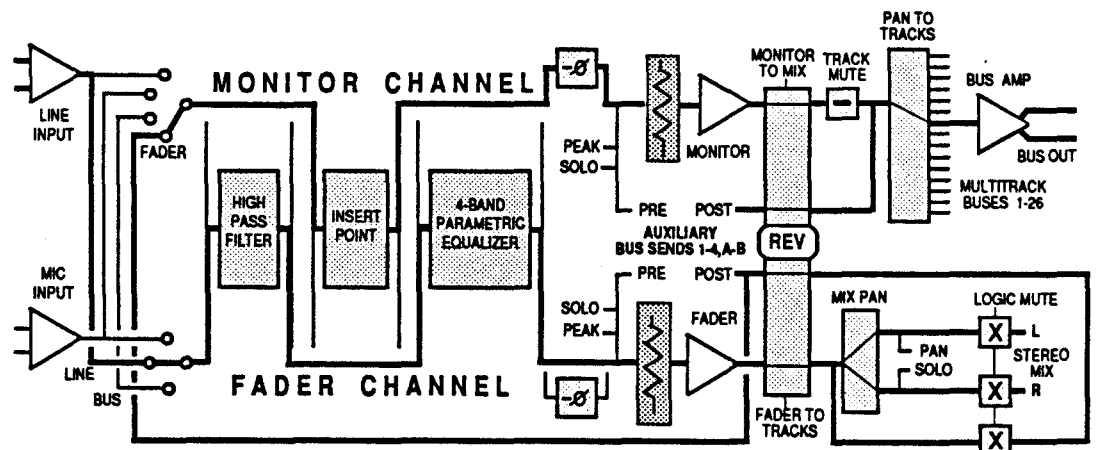 LINE
INPUT
MONITOR CHANNEL
FADER
HIGH
PASS
FILTER
INSERT
POINT
4-BAND
PARAMETRIC
EQUALIZER
-Ø
PEAK
SOLO
PRE
POST
MONITOR
MONITOR
TO MIX
TRACK
MUTE
PAN TO
TRACKS
BUS AMP
BUS OUT
MULTITRACK
BUSES 1-26
AUXILIARY
BUS SENDS 1-4,A-B
REV
MIC
INPUT
LINE
BUS
FADER CHANNEL
PRE
POST
SOLO
PEAK
-Ø
FADER
FADER TO
TRACKS
MIX PAN
LOGIC MUTE
X
L
PAN
SOLO
STEREO
MIX
X
R
X